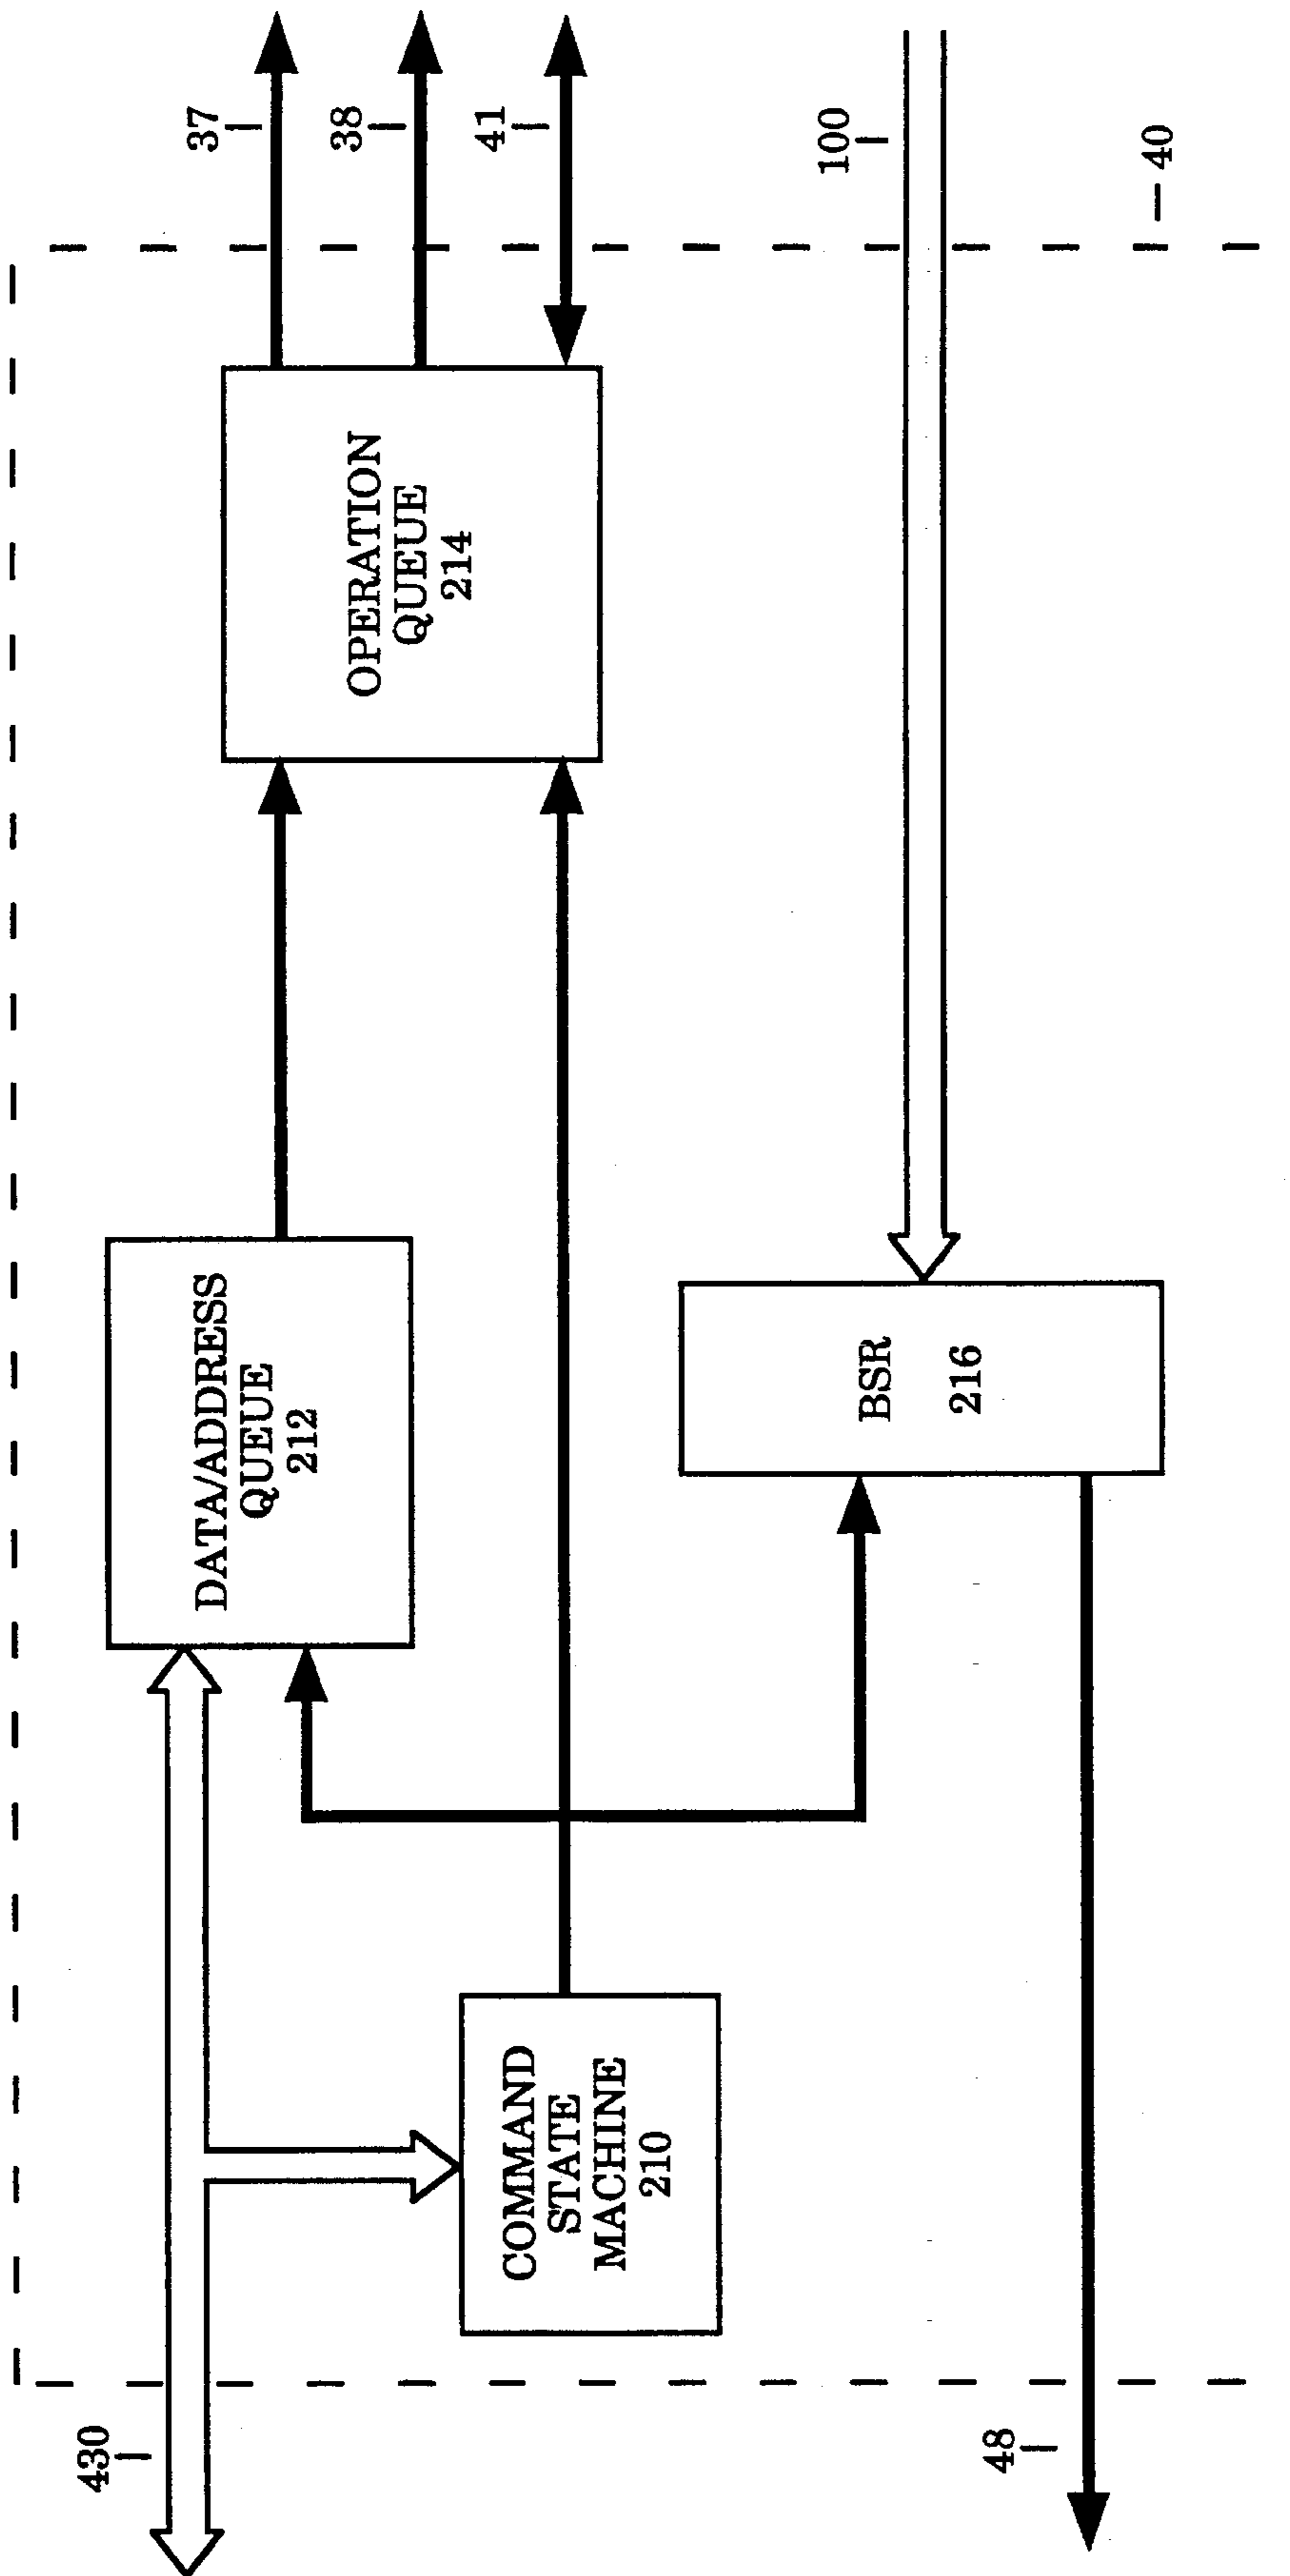 430
DATA/ADDRESS
QUEUE
212
COMMAND
STATE
MACHINE
210
OPERATION
QUEUE
214
37
38
41
BSR
216
100
48
40